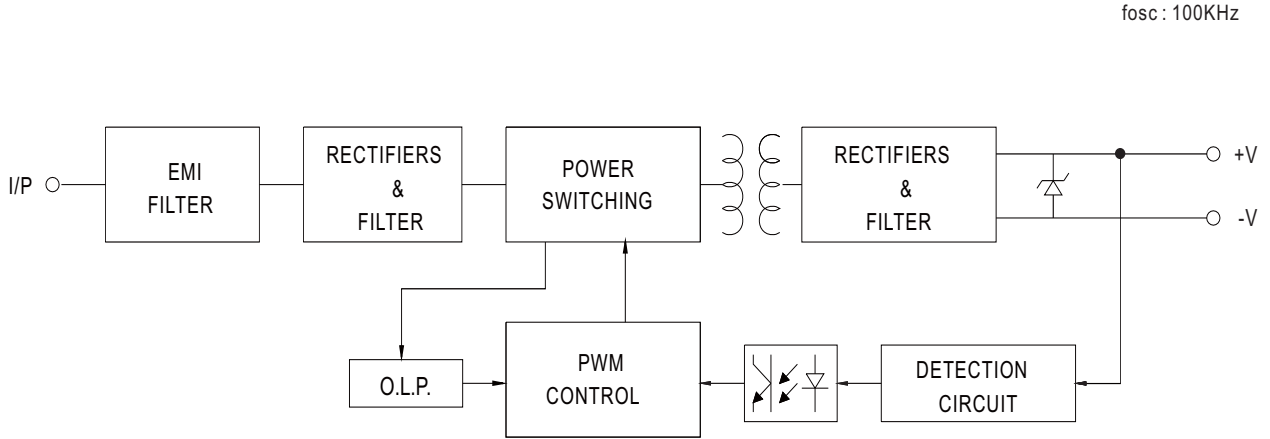 fosc : 100KHz
I/P
EMI
FILTER
RECTIFIERS
&
FILTER
POWER
SWITCHING
RECTIFIERS
&
FILTER
+V
-V
O.L.P.
PWM
CONTROL
DETECTION
CIRCUIT